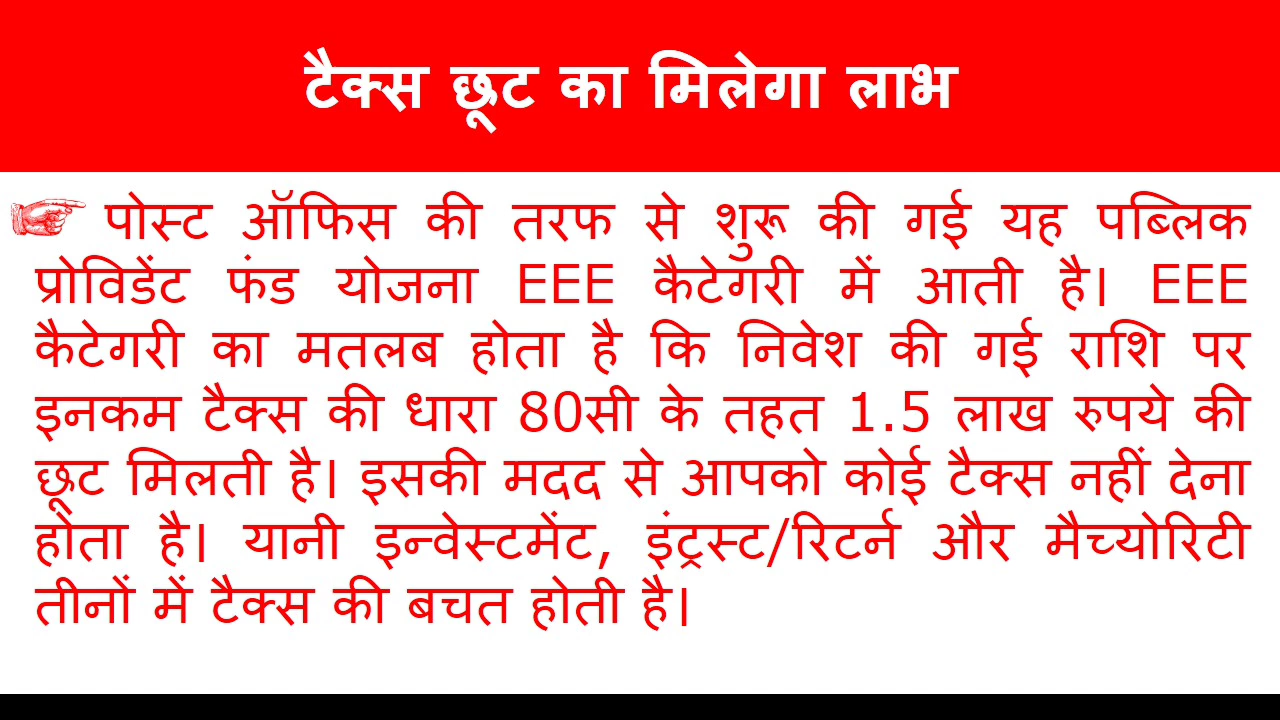 टैक्स छूट का मिलेगा लाभ
☞ पोस्ट ऑफिस की तरफ से शुरू की गई यह पब्लिक
प्रोविडेंट फंड योजना EEE कैटेगरी में आती है। EEE
कैटेगरी का मतलब होता है कि निवेश की गई राशि पर
इनकम टैक्स की धारा 80सी के तहत 1.5 लाख रुपये की
छूट मिलती है। इसकी मदद से आपको कोई टैक्स नहीं देना
होता है। यानी इन्वेस्टमेंट, इंट्रस्ट/रिटर्न और मैच्योरिटी
तीनों में टैक्स की बचत होती है।